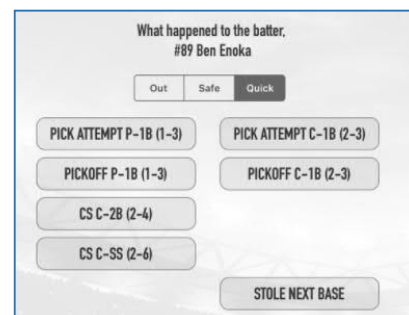 What happened to the batter,
#89 Ben Enoka
Out Safe Quick
PICK ATTEMPT P-1B (1-3) PICK ATTEMPT C-1B (2-3)
PICKOFF P-1B (1-3) PICKOFF C-1B (2-3)
CS C-2B (2-4)
CS C-SS (2-6)
STOLE NEXT BASE